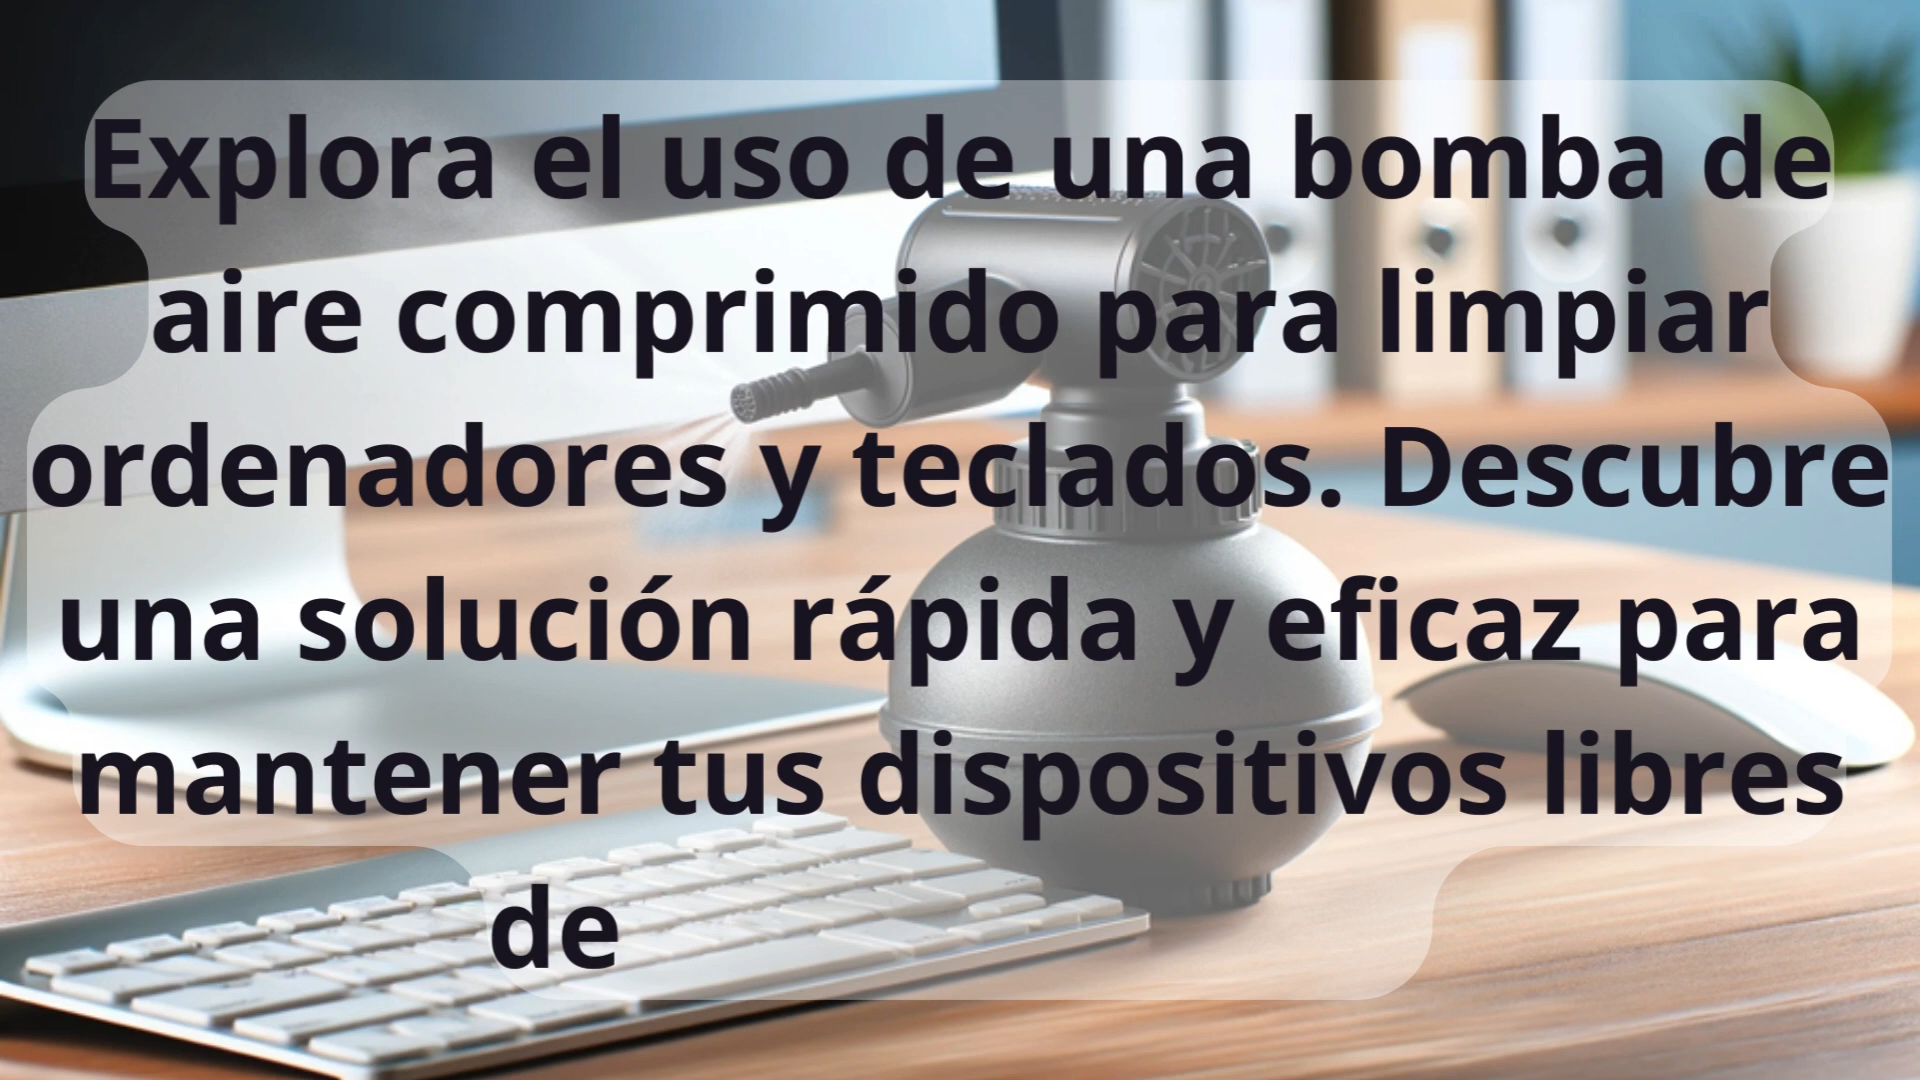 Explora el uso de una bomba de
aire comprimido para limpiar
ordenadores y teclados. Descubre
una solución rápida y eficaz para
mantener tus dispositivos libres
de